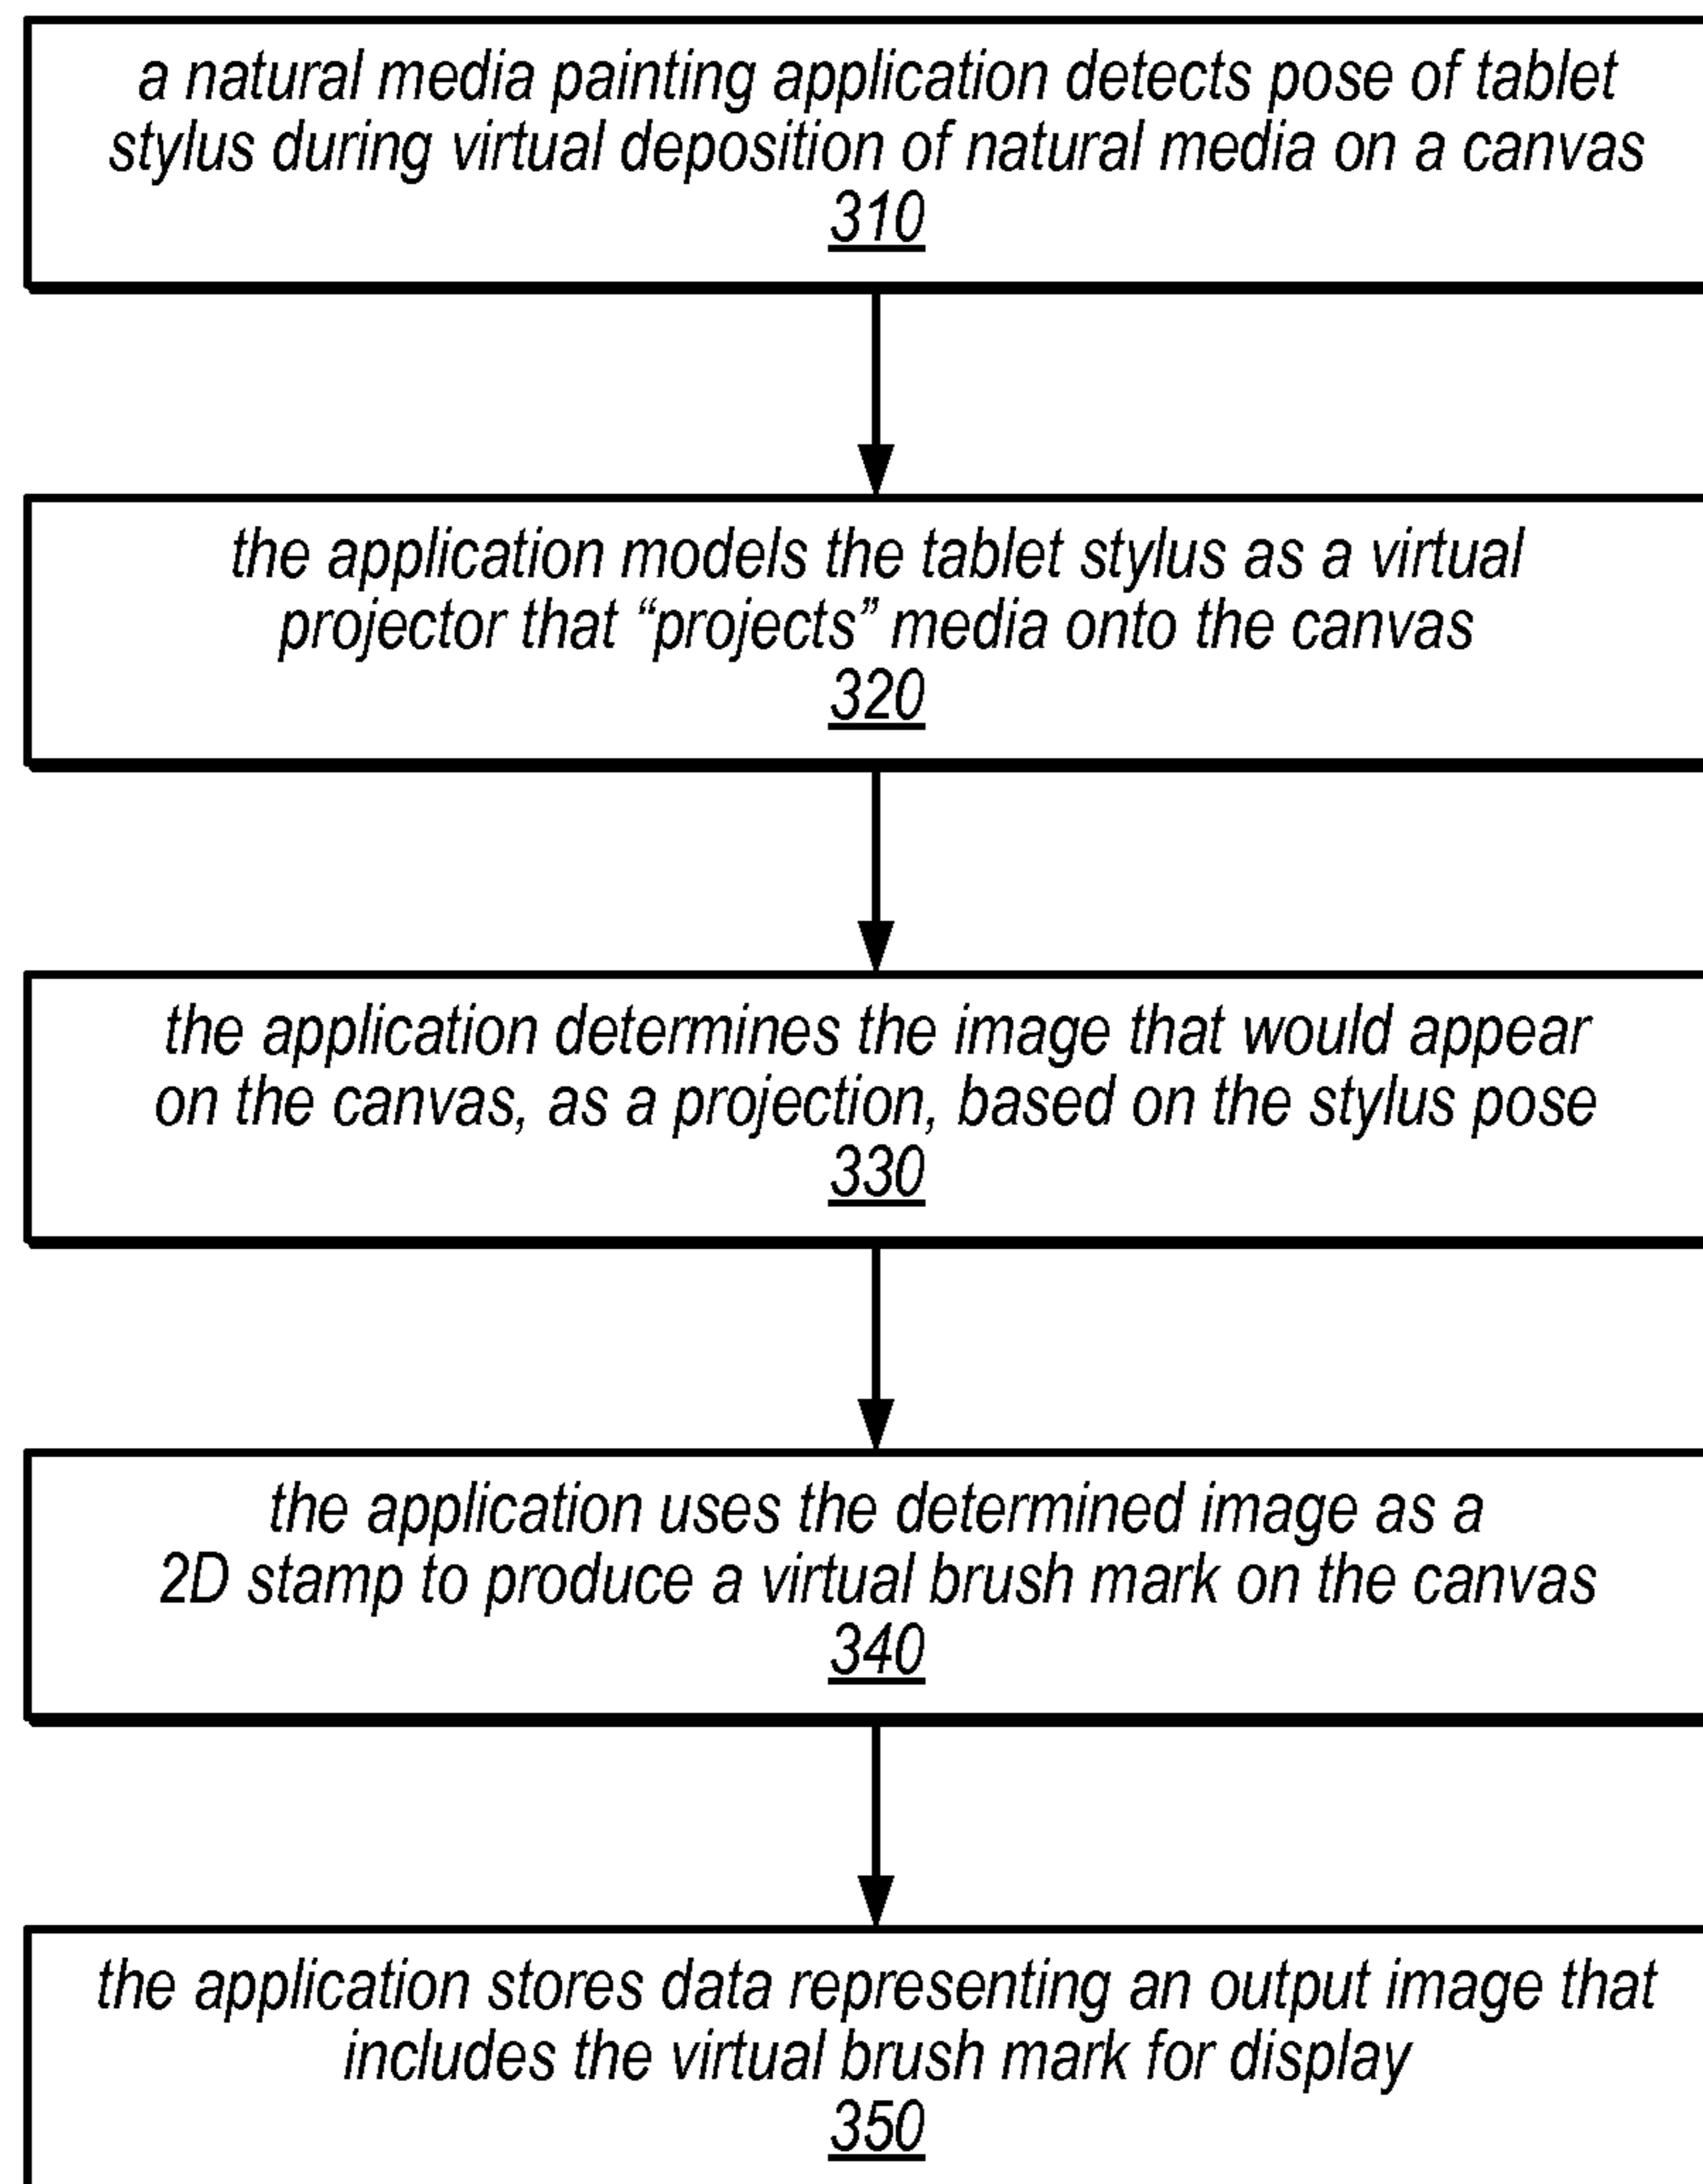 a natural media painting application detects pose of tablet
stylus during virtual deposition of natural media on a canvas
310
the application models the tablet stylus as a virtual
projector that “projects” media onto the canvas
320
the application determines the image that would appear
on the canvas, as a projection, based on the stylus pose
330
the application uses the determined image as a
2D stamp to produce a virtual brush mark on the canvas
340
the application stores data representing an output image that
includes the virtual brush mark for display
350